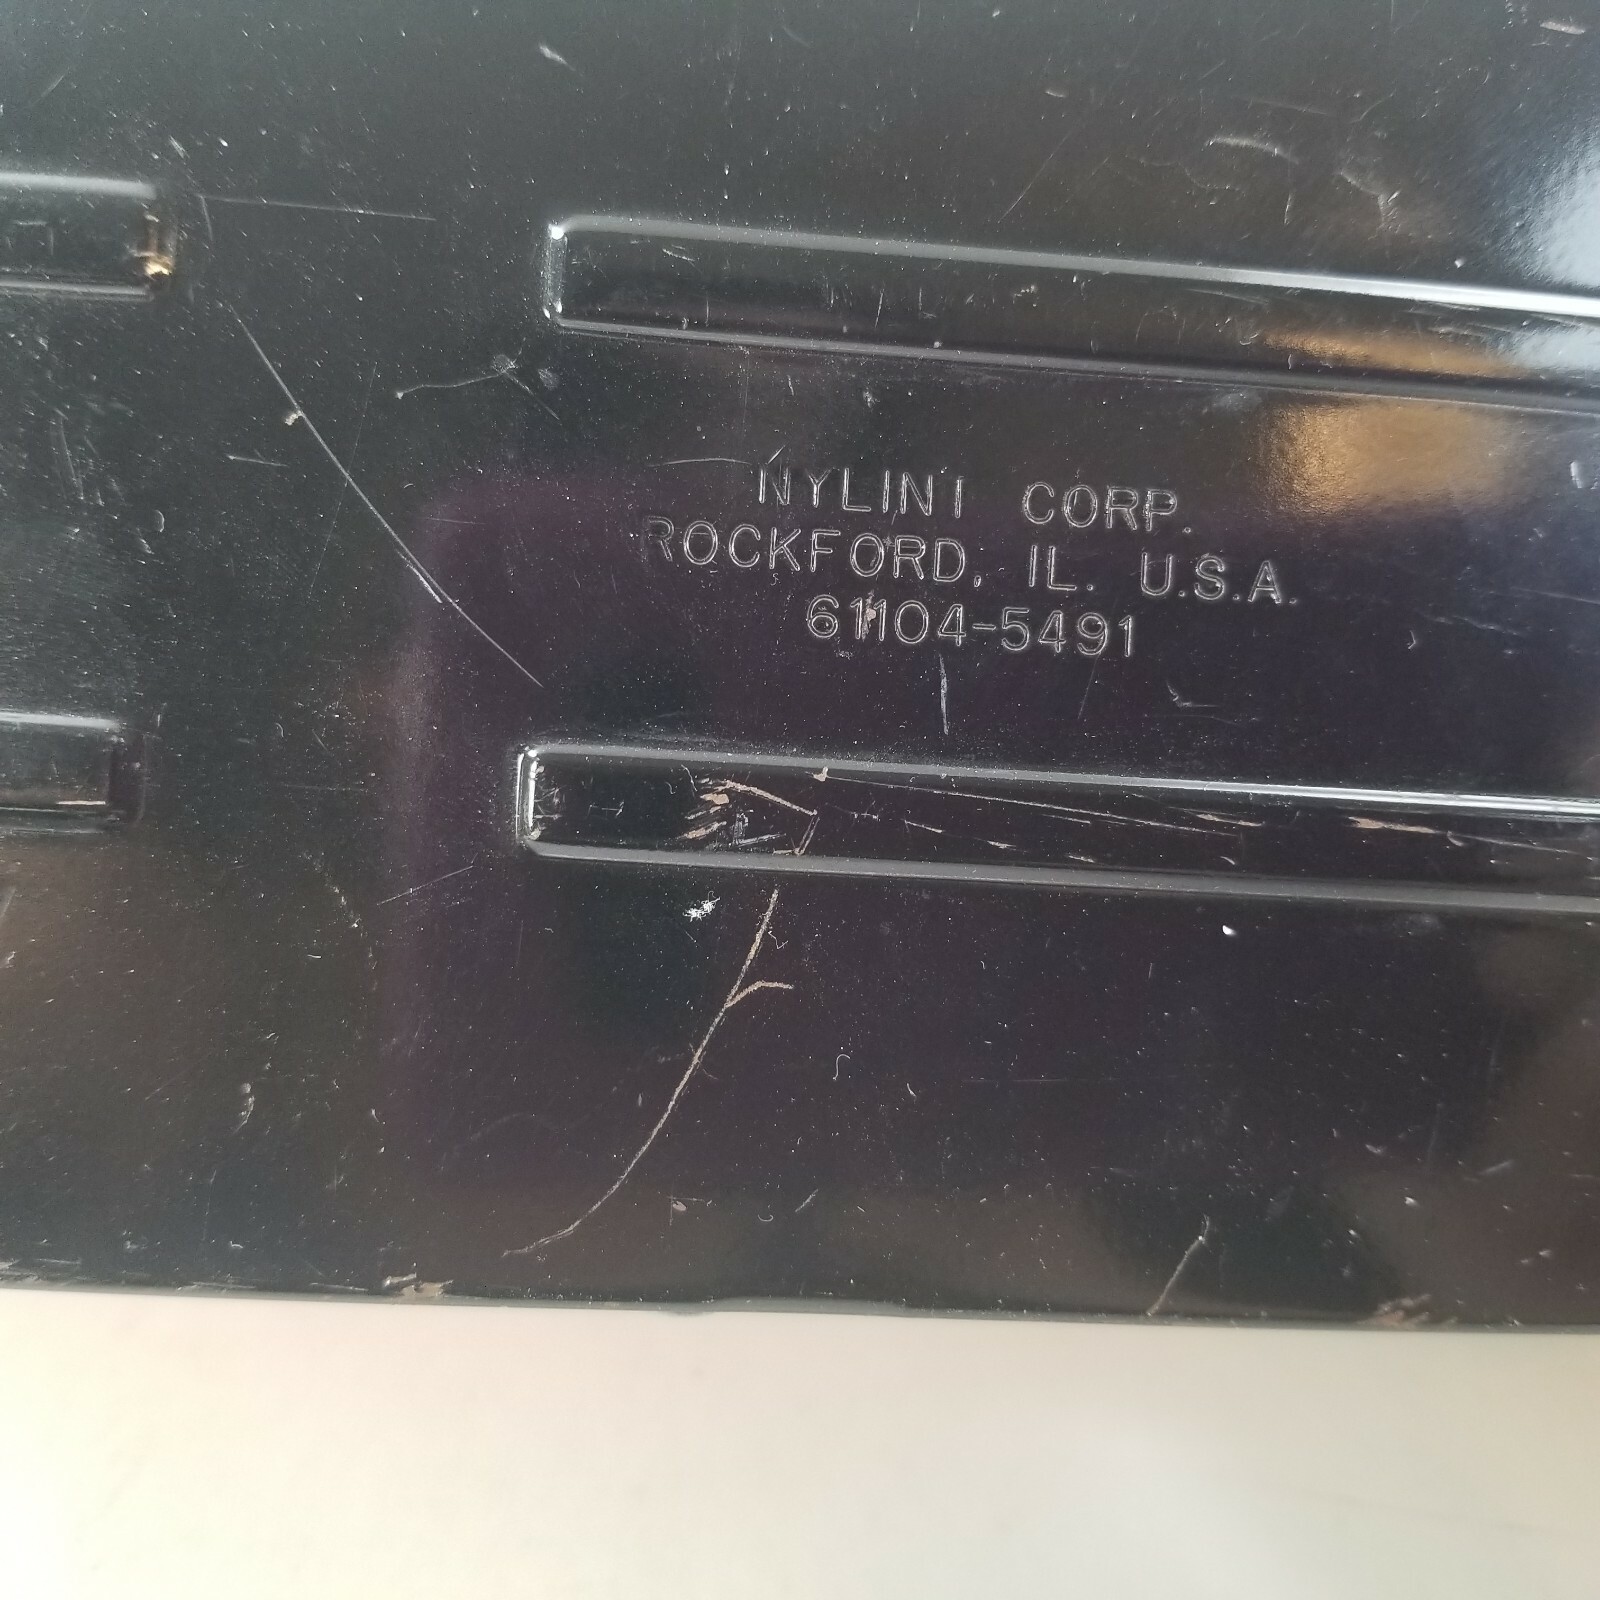 NYLINT CORP.
ROCKFORD, IL. U.S.A.
61104-5491